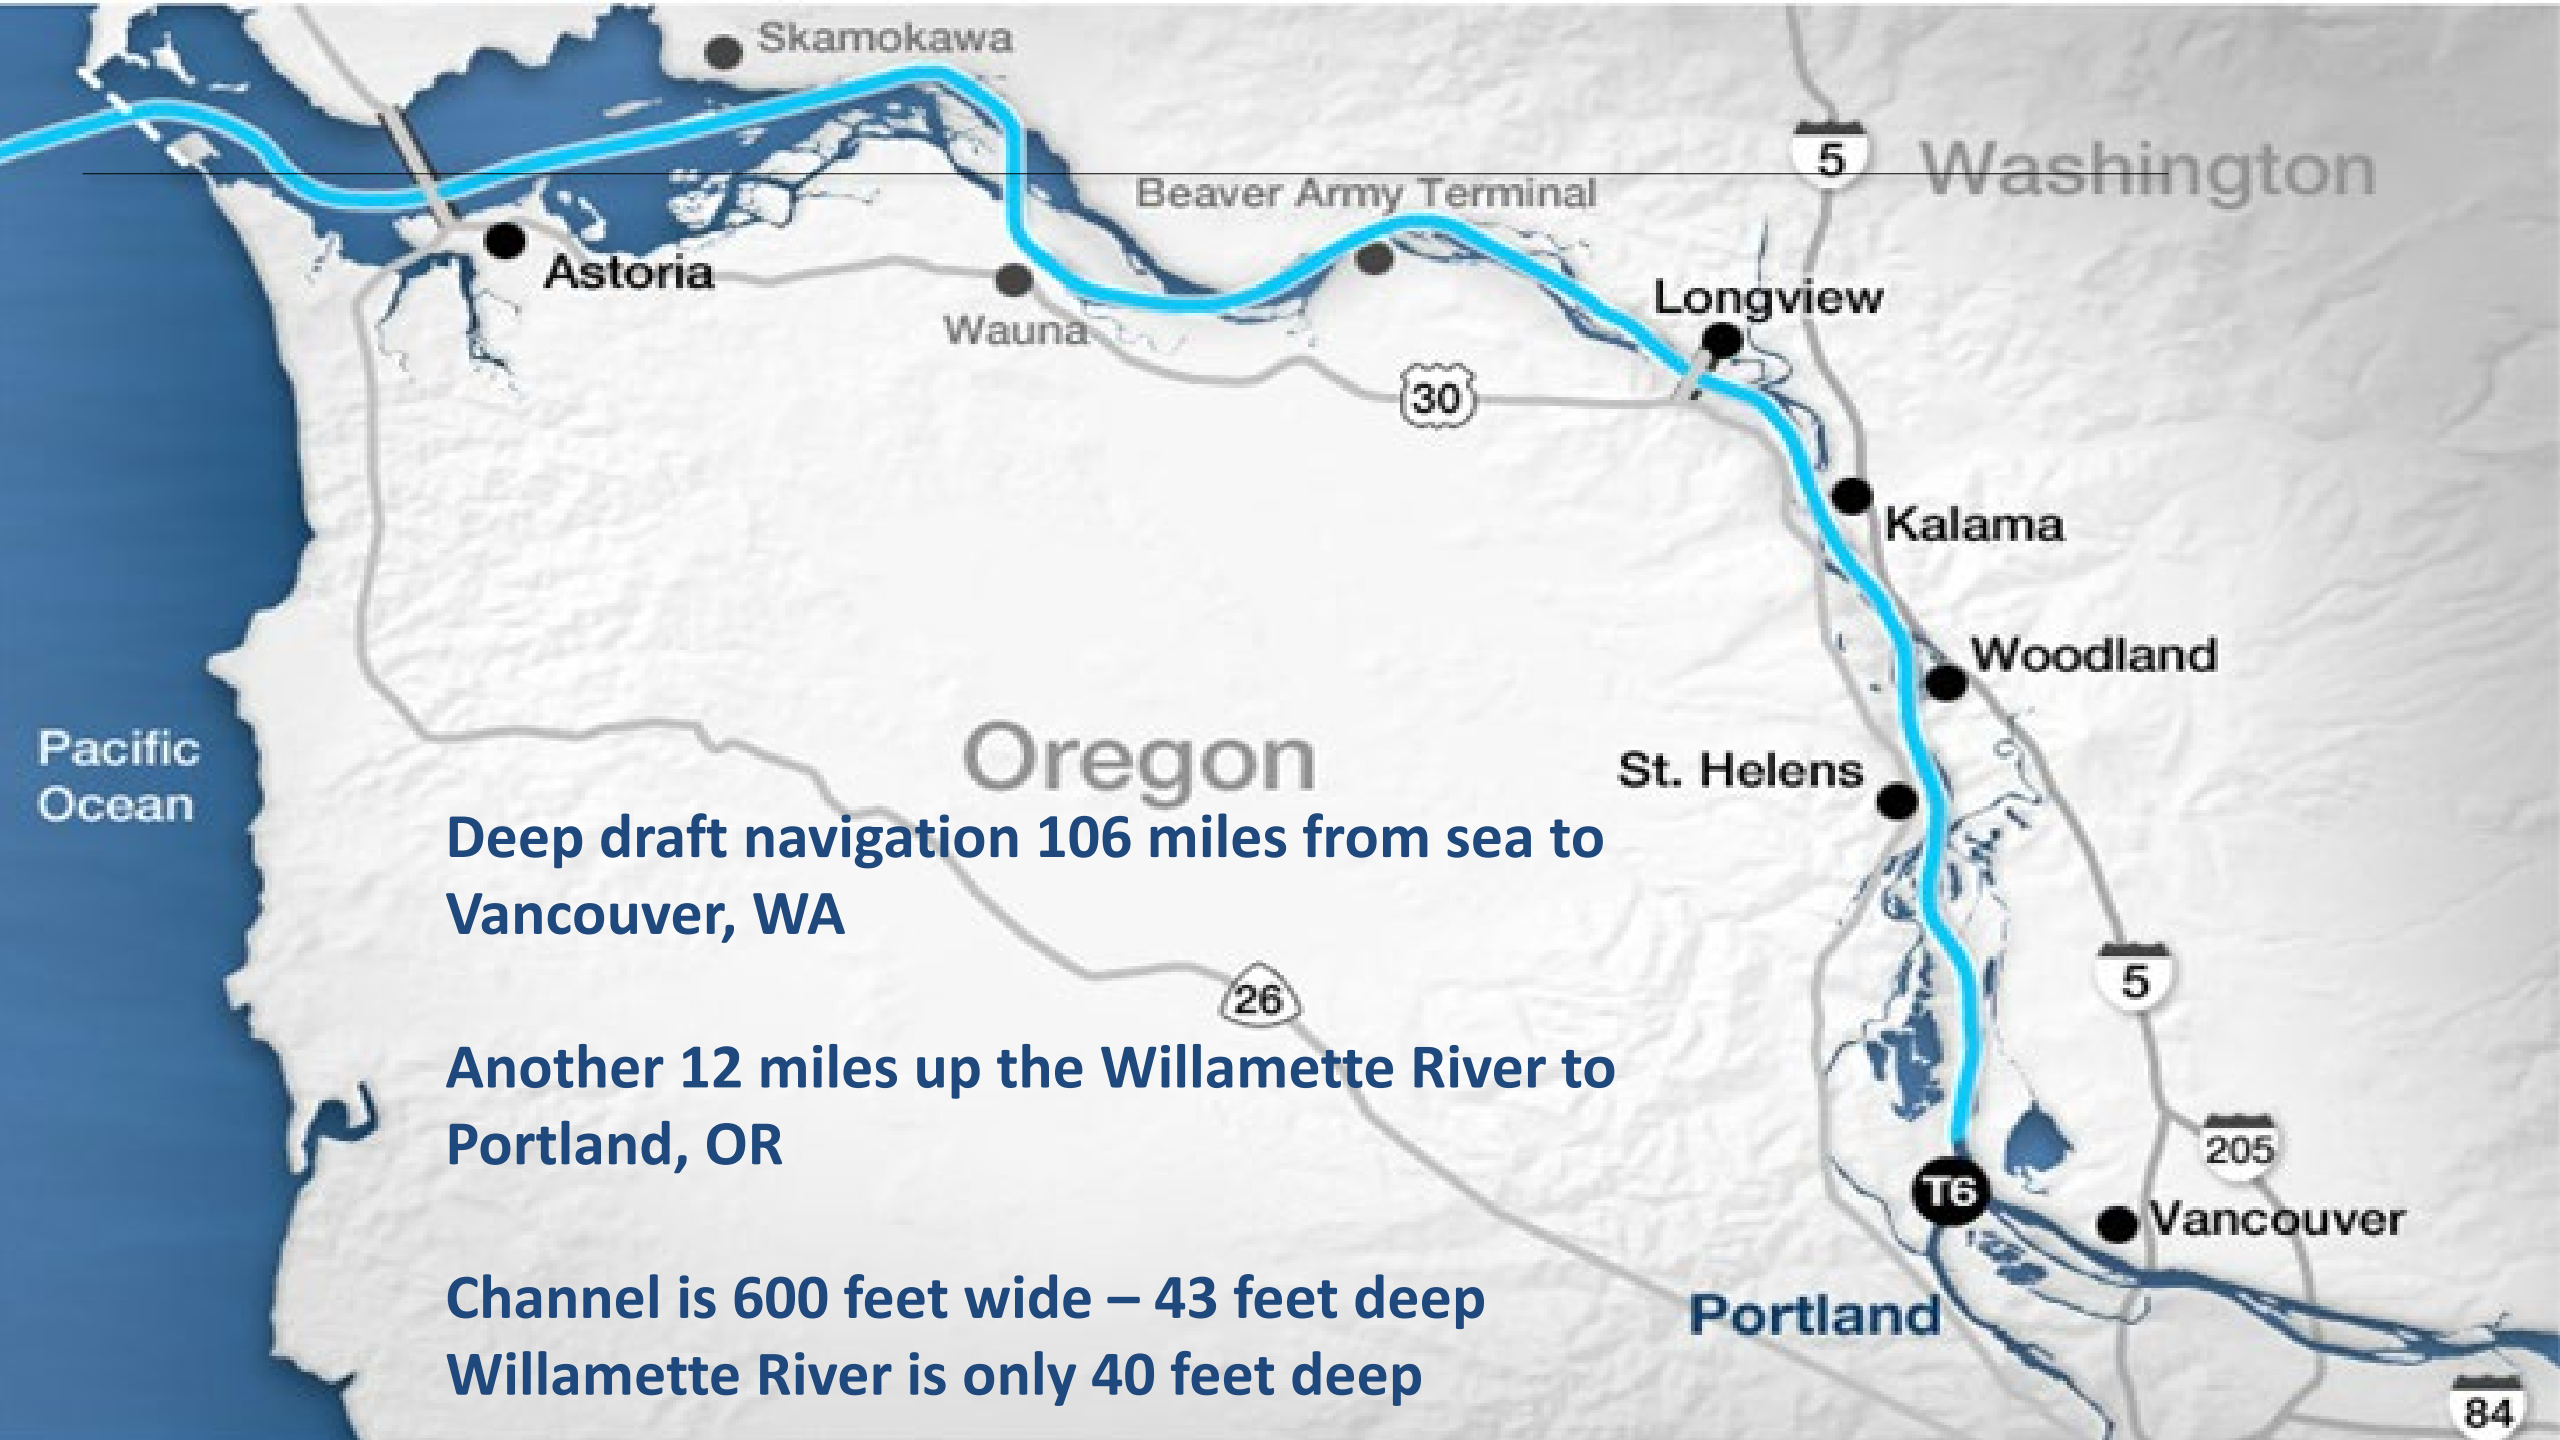 Skamokawa
5
Washington
Beaver Army Terminal
Astoria
Longview
Wauna
30
Kalama
Woodland
Oregon
Pacific
Ocean
St. Helens
Deep draft navigation 106 miles from sea to
Vancouver, WA
5
26
Another 12 miles up the Willamette River to
Portland, OR
205
T6
Vancouver
Channel is 600 feet wide – 43 feet deep
Portland
Willamette River is only 40 feet deep
84